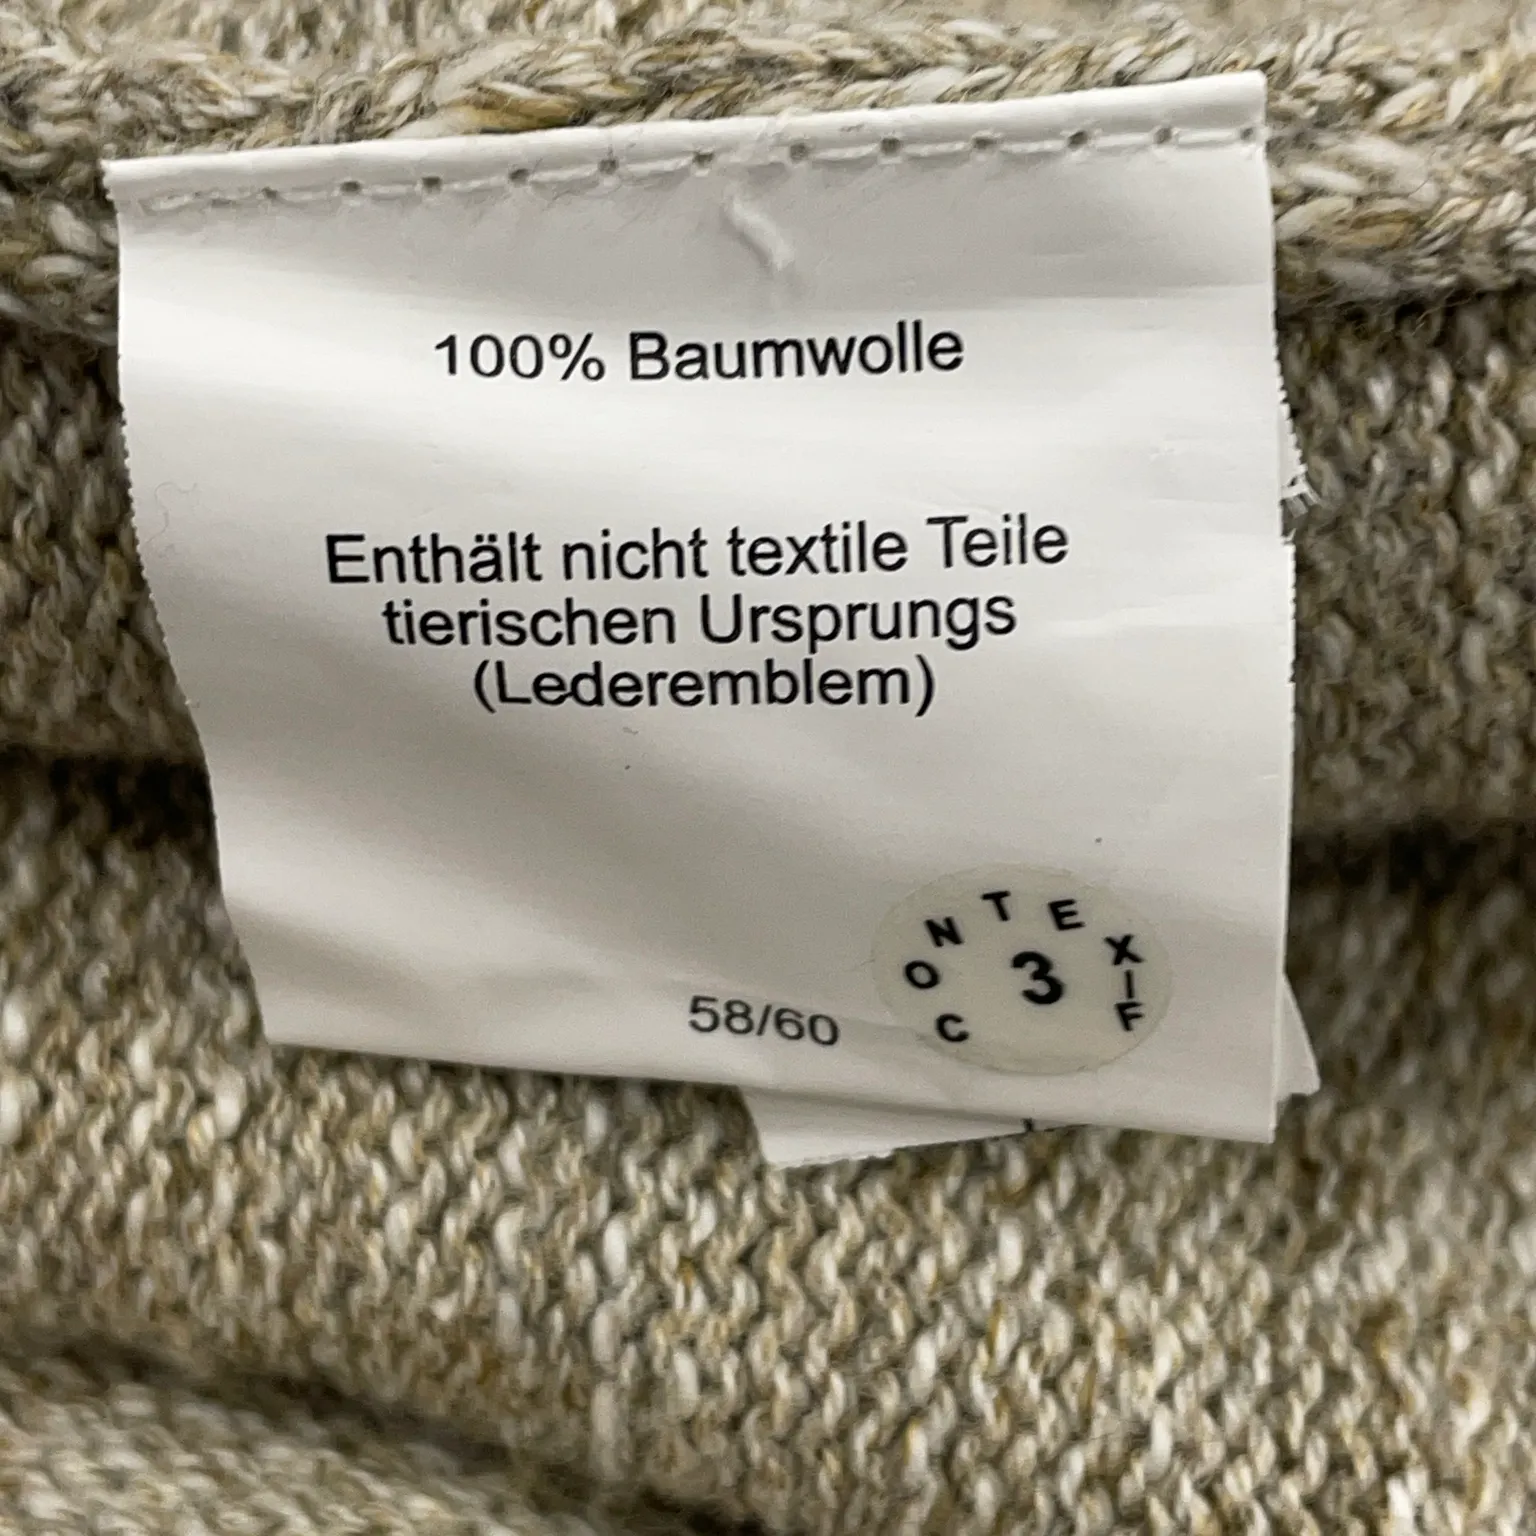 100% Baumwolle
Enthält nicht textile Teile
tierischen Ursprungs
(Lederemblem)
58/60
CONTEXIF
3